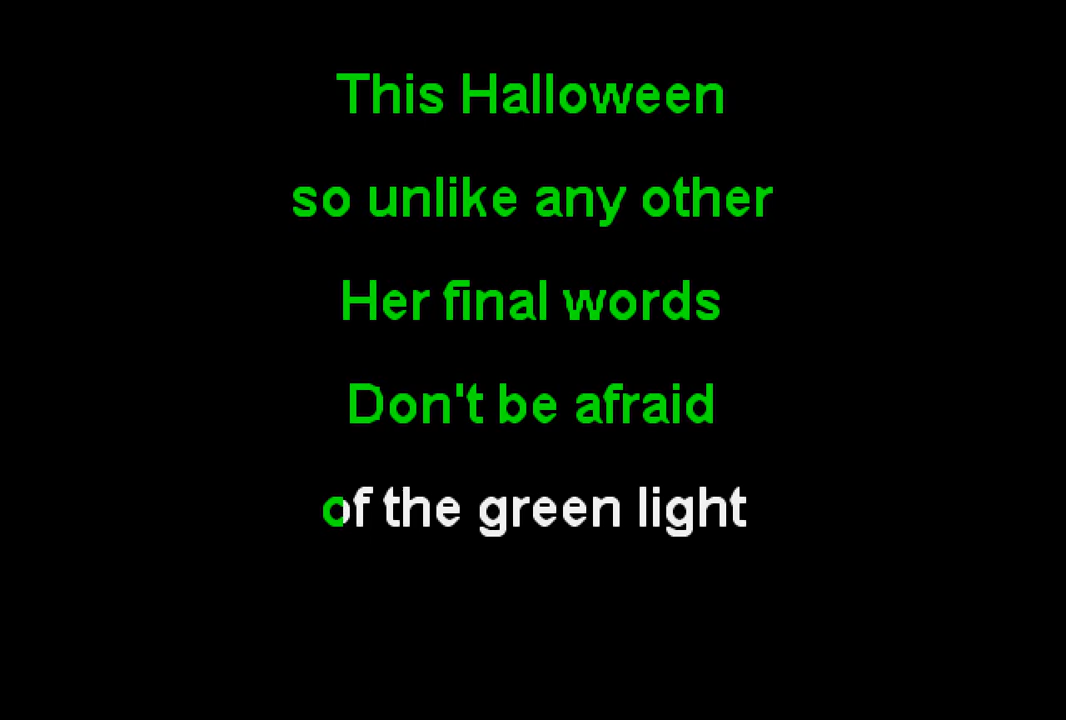 This Halloween
so unlike any other
Her final words
Don't be afraid
of the green light